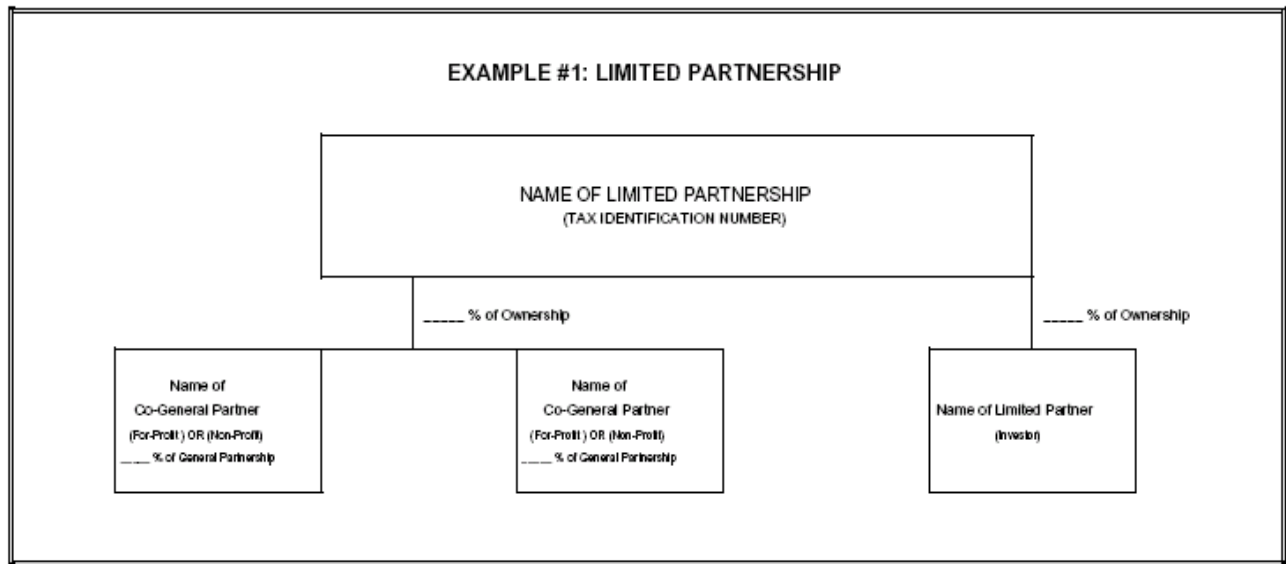 EXAMPLE #1: LIMITED PARTNERSHIP
NAME OF LIMITED PARTNERSHIP
(TAX IDENTIFICATION NUMBER)
_____ % of Ownership
_____ % of Ownership
Name of
Co-General Partner
(For-Profit ) OR (Non-Profit)
_____ % of General Partnership
Name of
Co-General Partner
(For-Profit ) OR (Non-Profit)
_____ % of General Partnership
Name of Limited Partner
(Investor)